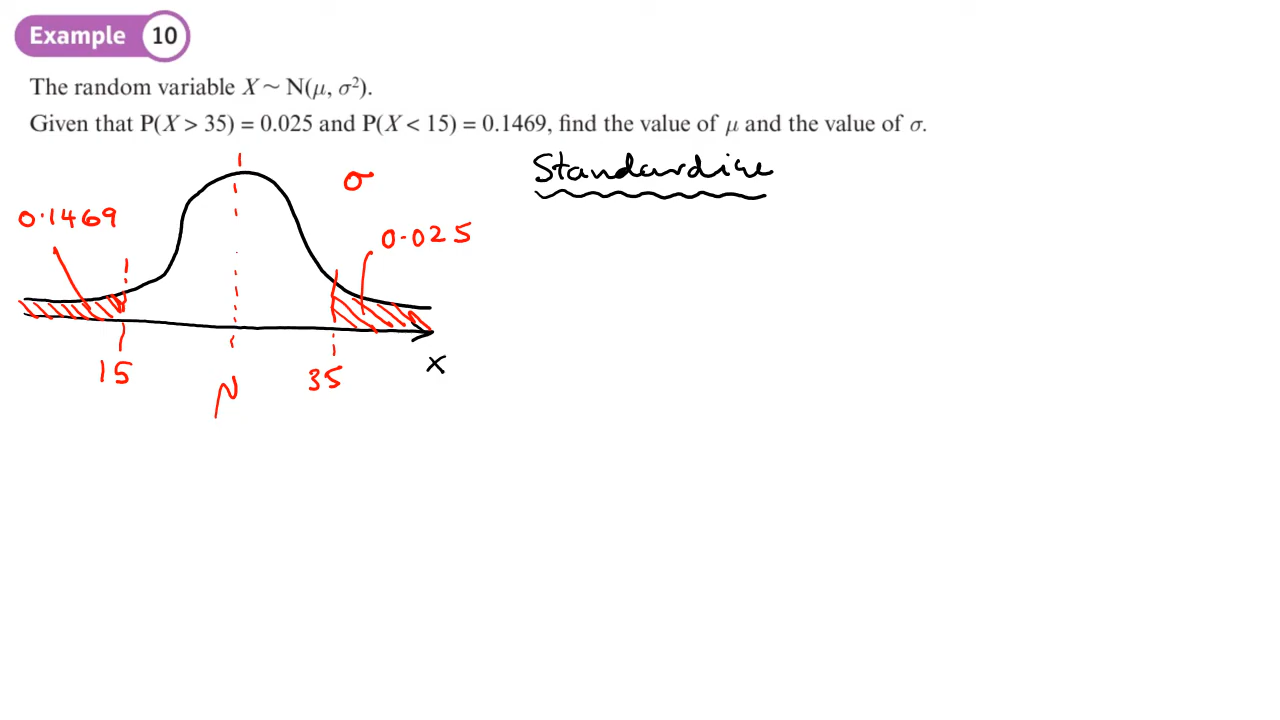 Example 10
The random variable X ~ N(μ, σ²).
Given that P(X > 35) = 0.025 and P(X < 15) = 0.1469, find the value of μ and the value of σ.
Standardise
σ
0.1469
0.025
15
μ
35
x